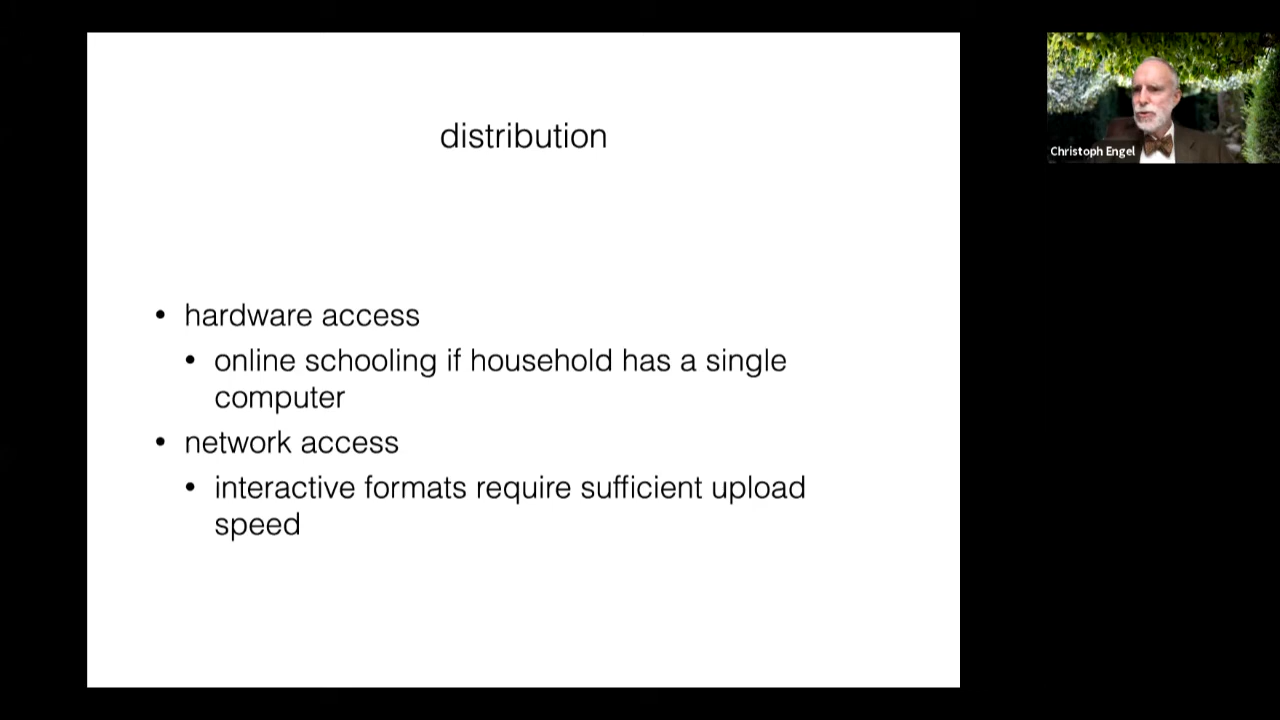 distribution
• hardware access
• online schooling if household has a single
computer
• network access
• interactive formats require sufficient upload
speed
Christoph Engel